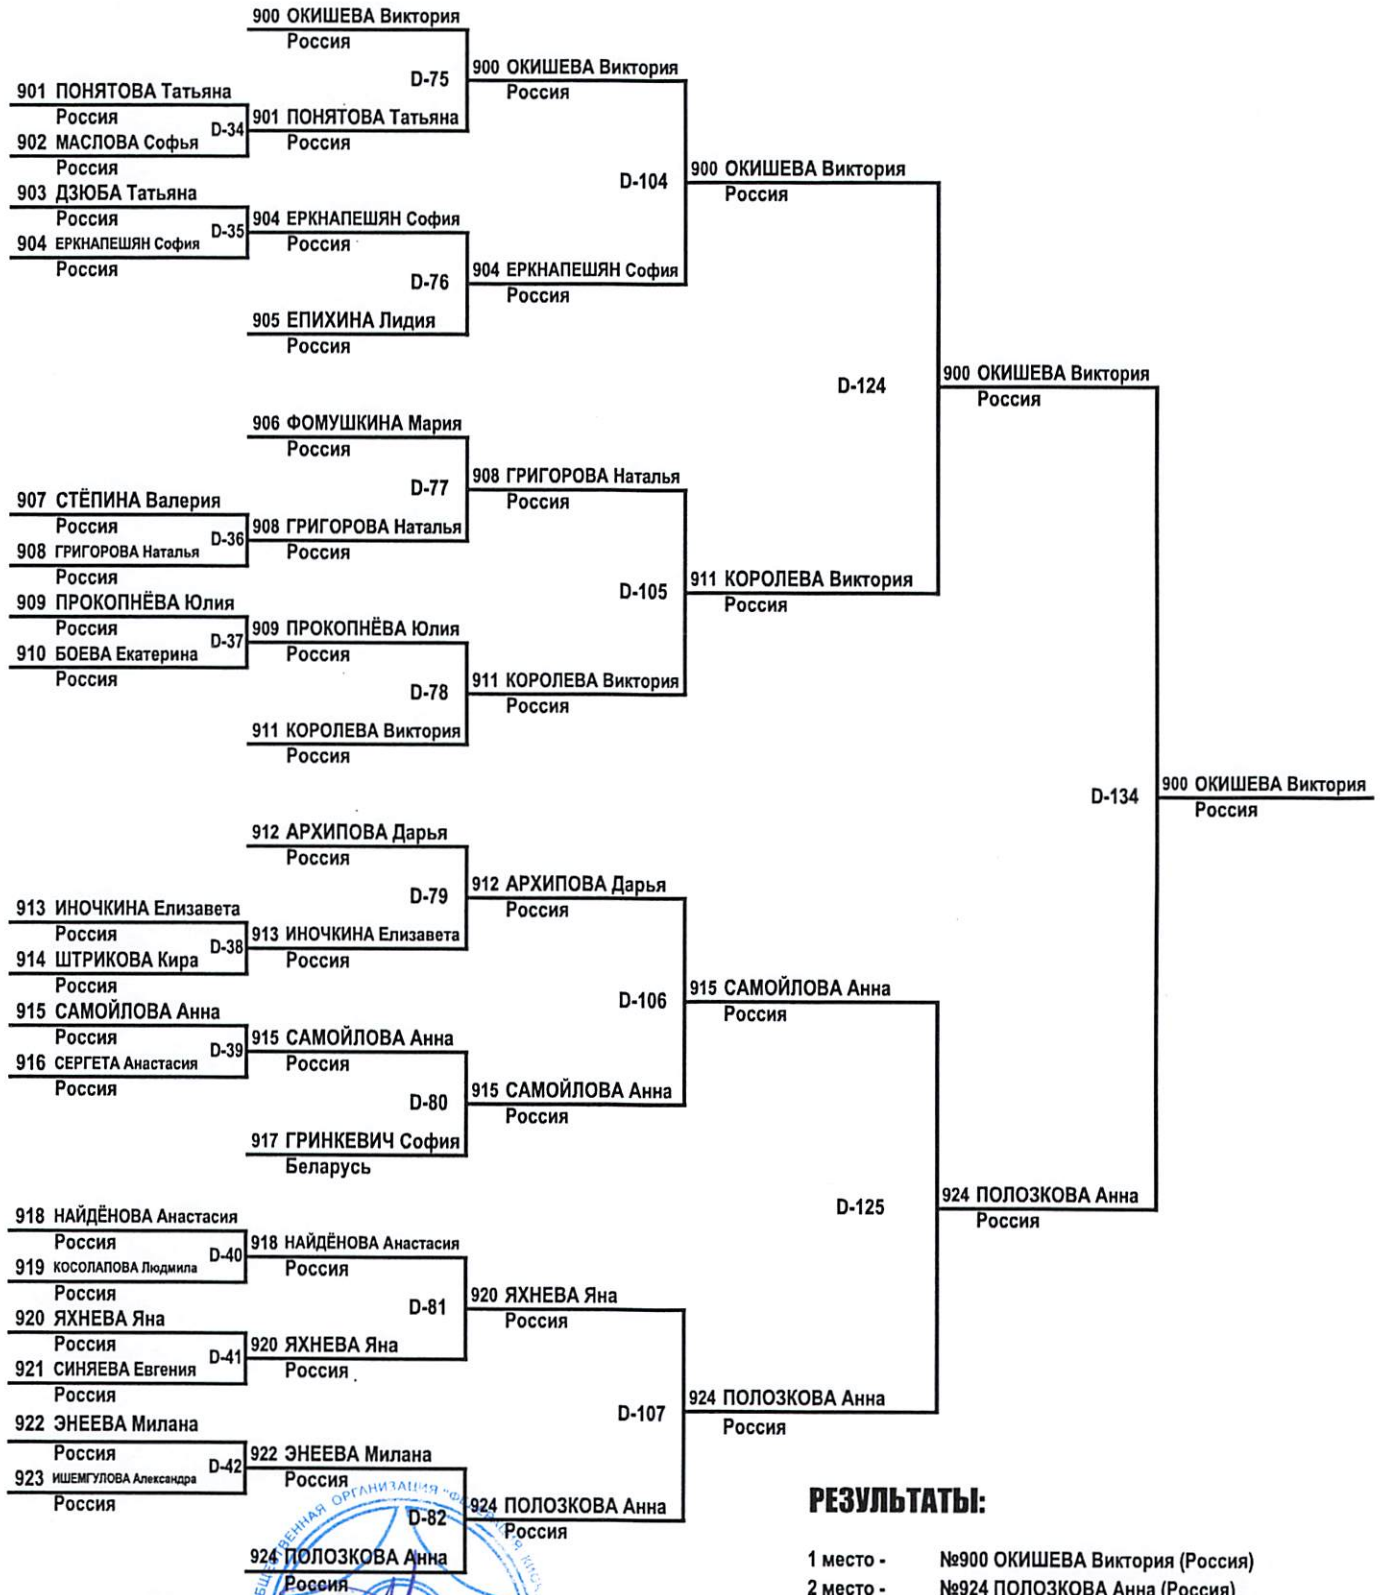 900 ОКИШЕВА Виктория
Россия
D-75
900 ОКИШЕВА Виктория
Россия
901 ПОНЯТОВА Татьяна
Россия
D-34
901 ПОНЯТОВА Татьяна
Россия
902 МАСЛОВА Софья
Россия
D-104
900 ОКИШЕВА Виктория
Россия
903 ДЗЮБА Татьяна
Россия
D-35
904 ЕРКНАПЕШЯН София
Россия
904 ЕРКНАПЕШЯН София
Россия
D-76
904 ЕРКНАПЕШЯН София
Россия
905 ЕПИХИНА Лидия
Россия
D-124
900 ОКИШЕВА Виктория
Россия
906 ФОМУШКИНА Мария
Россия
D-77
908 ГРИГОРОВА Наталья
Россия
907 СТЁПИНА Валерия
Россия
D-36
908 ГРИГОРОВА Наталья
Россия
908 ГРИГОРОВА Наталья
Россия
D-105
911 КОРОЛЕВА Виктория
Россия
909 ПРОКОПНЁВА Юлия
Россия
D-37
909 ПРОКОПНЁВА Юлия
Россия
910 БОЕВА Екатерина
Россия
D-78
911 КОРОЛЕВА Виктория
Россия
911 КОРОЛЕВА Виктория
Россия
D-134
900 ОКИШЕВА Виктория
Россия
912 АРХИПОВА Дарья
Россия
D-79
912 АРХИПОВА Дарья
Россия
913 ИНОЧКИНА Елизавета
Россия
D-38
913 ИНОЧКИНА Елизавета
Россия
914 ШТРИКОВА Кира
Россия
D-106
915 САМОЙЛОВА Анна
Россия
915 САМОЙЛОВА Анна
Россия
D-39
915 САМОЙЛОВА Анна
Россия
916 СЕРГЕТА Анастасия
Россия
D-80
915 САМОЙЛОВА Анна
Россия
917 ГРИНКЕВИЧ София
Беларусь
D-125
924 ПОЛОЗКОВА Анна
Россия
918 НАЙДЁНОВА Анастасия
Россия
D-40
918 НАЙДЁНОВА Анастасия
Россия
919 КОСОЛАПОВА Людмила
Россия
D-81
920 ЯХНЕВА Яна
Россия
920 ЯХНЕВА Яна
Россия
D-41
920 ЯХНЕВА Яна
Россия
921 СИНЯЕВА Евгения
Россия
D-107
924 ПОЛОЗКОВА Анна
Россия
922 ЭНЕЕВА Милана
Россия
D-42
922 ЭНЕЕВА Милана
Россия
923 ИШЕМГУЛОВА Александра
Россия
D-82
924 ПОЛОЗКОВА Анна
Россия
924 ПОЛОЗКОВА Анна
Россия
ОРГАНИЗАЦИЯ
РЕЗУЛЬТАТЫ:
1 место - №900 ОКИШЕВА Виктория (Россия)
2 место - №924 ПОЛОЗКОВА Анна (Россия)